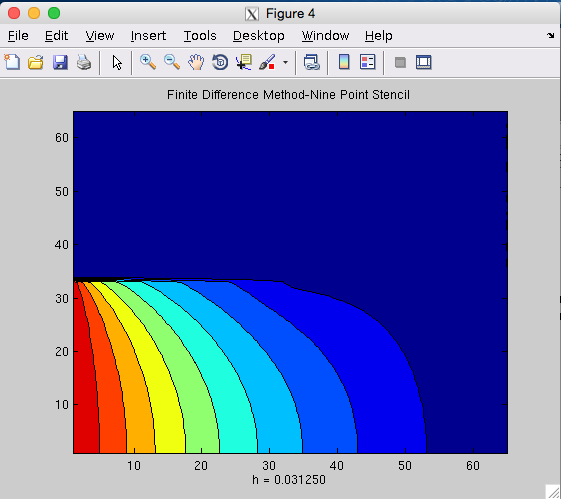 Figure 4
File Edit View Insert Tools Desktop Window Help
Finite Difference Method-Nine Point Stencil
60
50
40
30
20
10
10 20 30 40 50 60
h = 0.031250